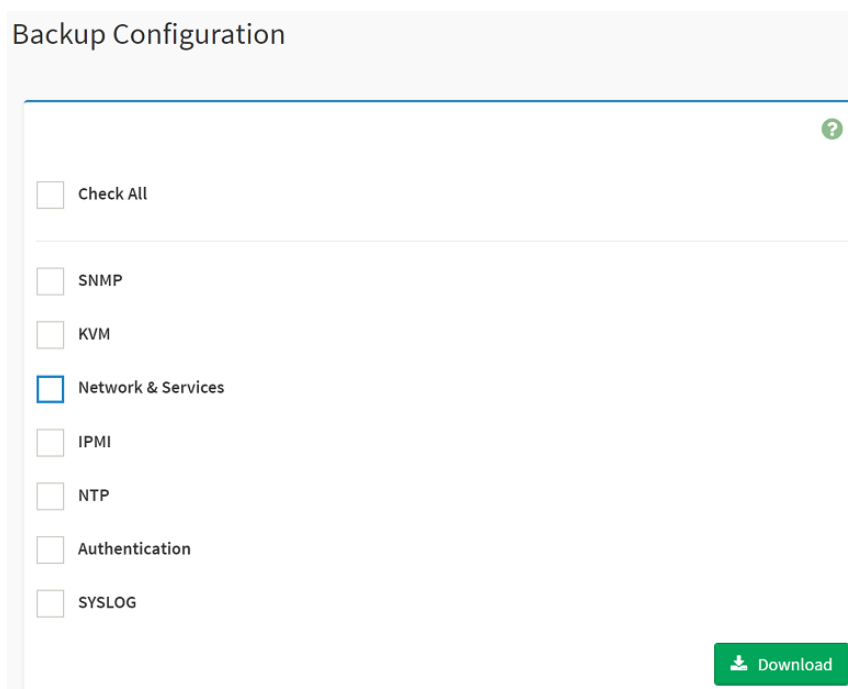 Backup Configuration
?
Check All
SNMP
KVM
Network & Services
IPMI
NTP
Authentication
SYSLOG
Download